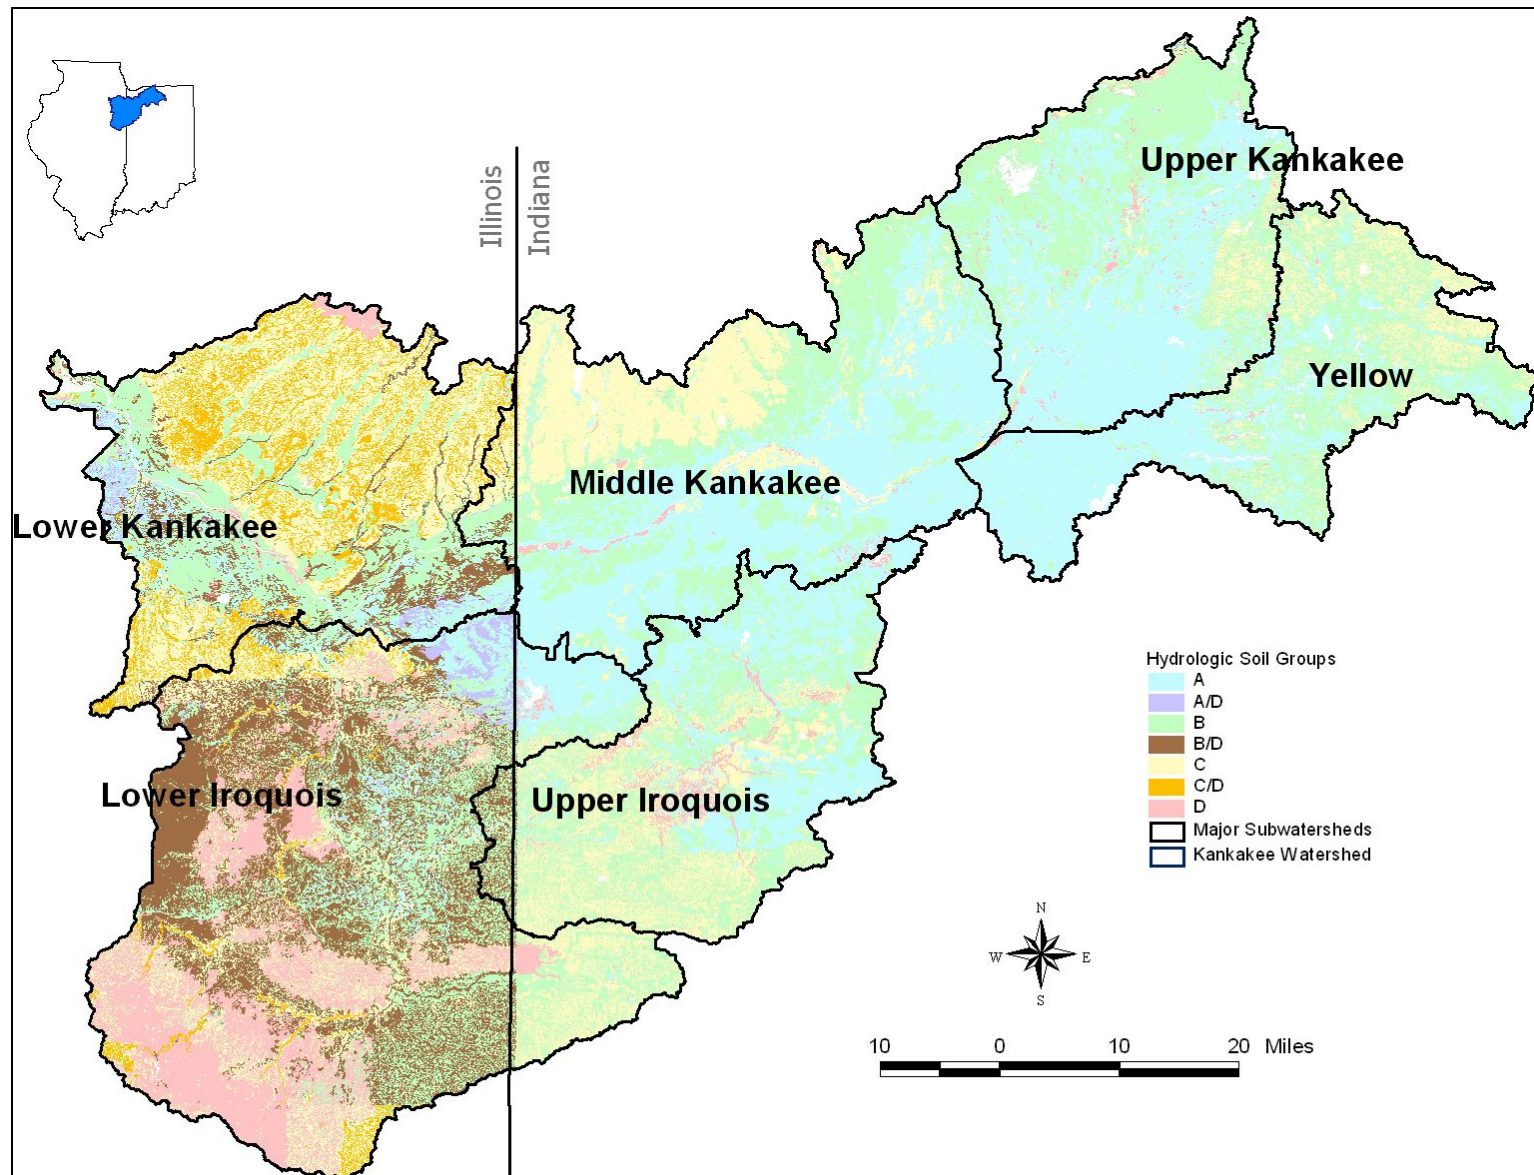 Illinois
Indiana
Upper Kankakee
Yellow
Middle Kankakee
Lower Kankakee
Lower Iroquois
Upper Iroquois
Hydrologic Soil Groups
A
A/D
B
B/D
C
C/D
D
Major Subwatersheds
Kankakee Watershed
N
W E
S
10 0 10 20 Miles